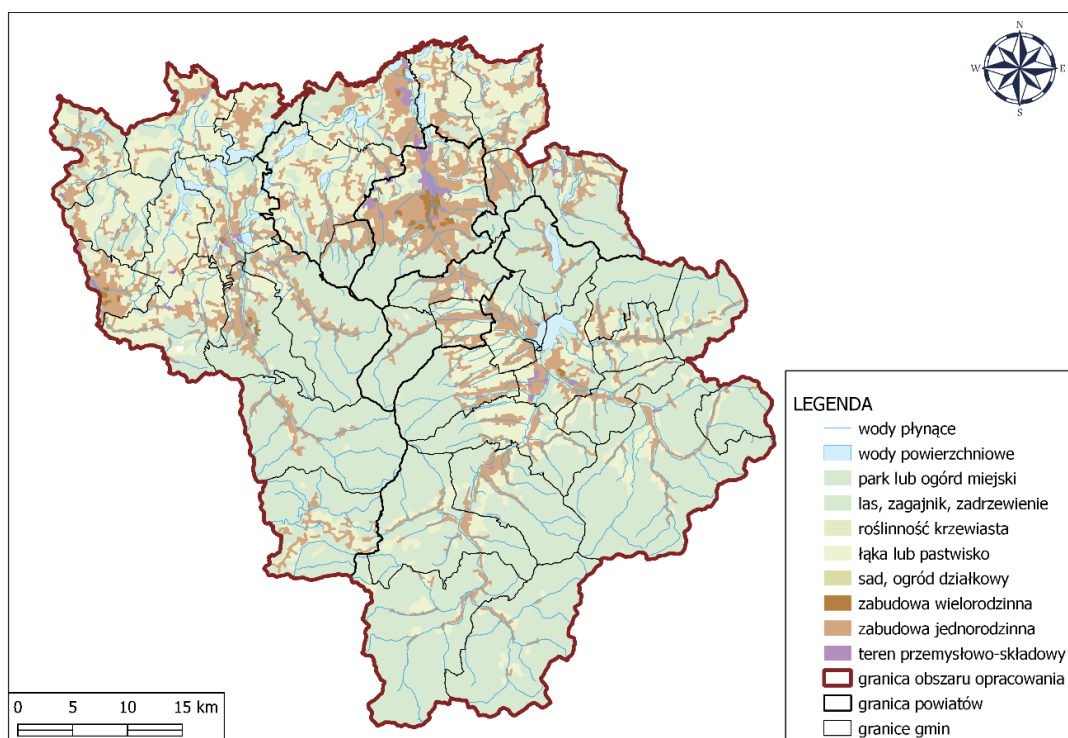 N
W
E
S
LEGENDA
wody płynące
wody powierzchniowe
park lub ogórd miejski
las, zagajnik, zadrzewienie
roślinność krzewiasta
łąka lub pastwisko
sad, ogród działkowy
zabudowa wielorodzinna
zabudowa jednorodzinna
teren przemysłowo-składowy
granica obszaru opracowania
granica powiatów
granice gmin
0 5 10 15 km